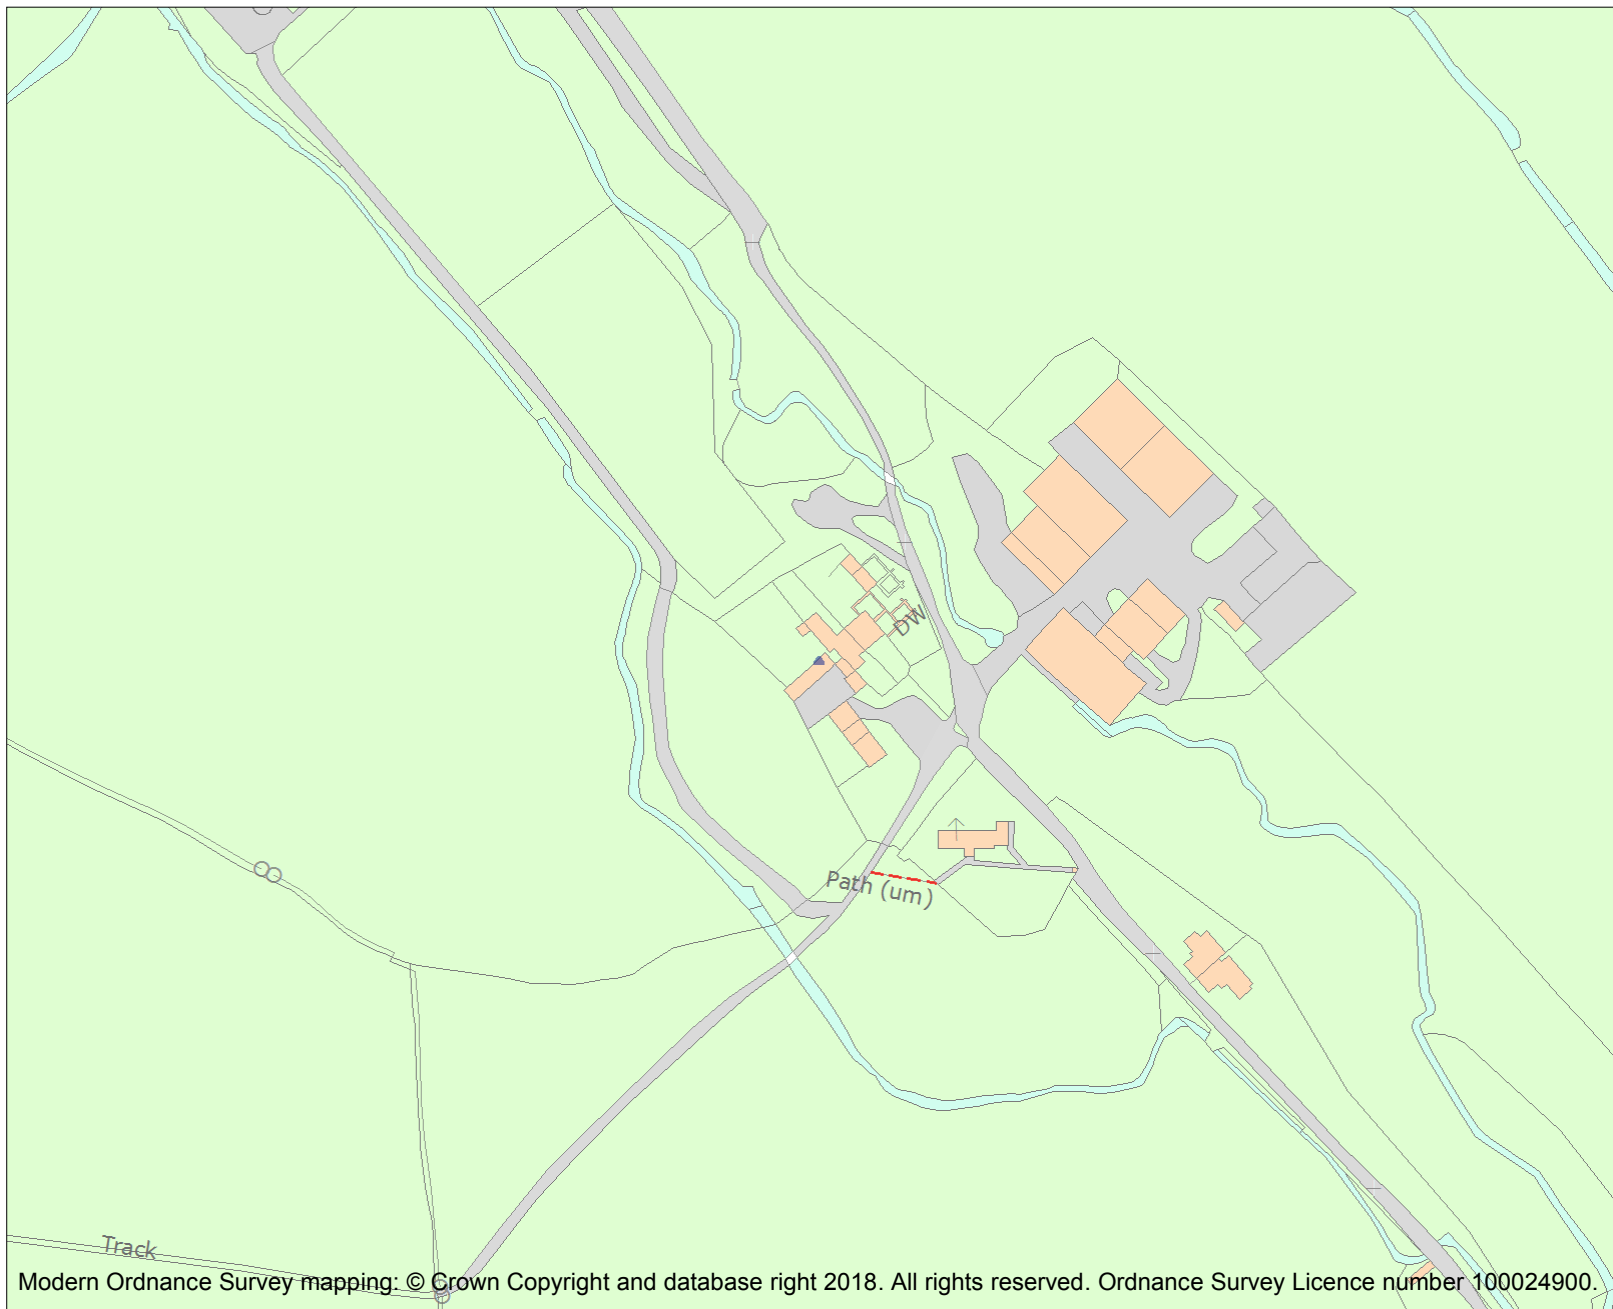 DW
Path (um)
Track
Modern Ordnance Survey mapping: © Crown Copyright and database right 2018. All rights reserved. Ordnance Survey Licence number 100024900.